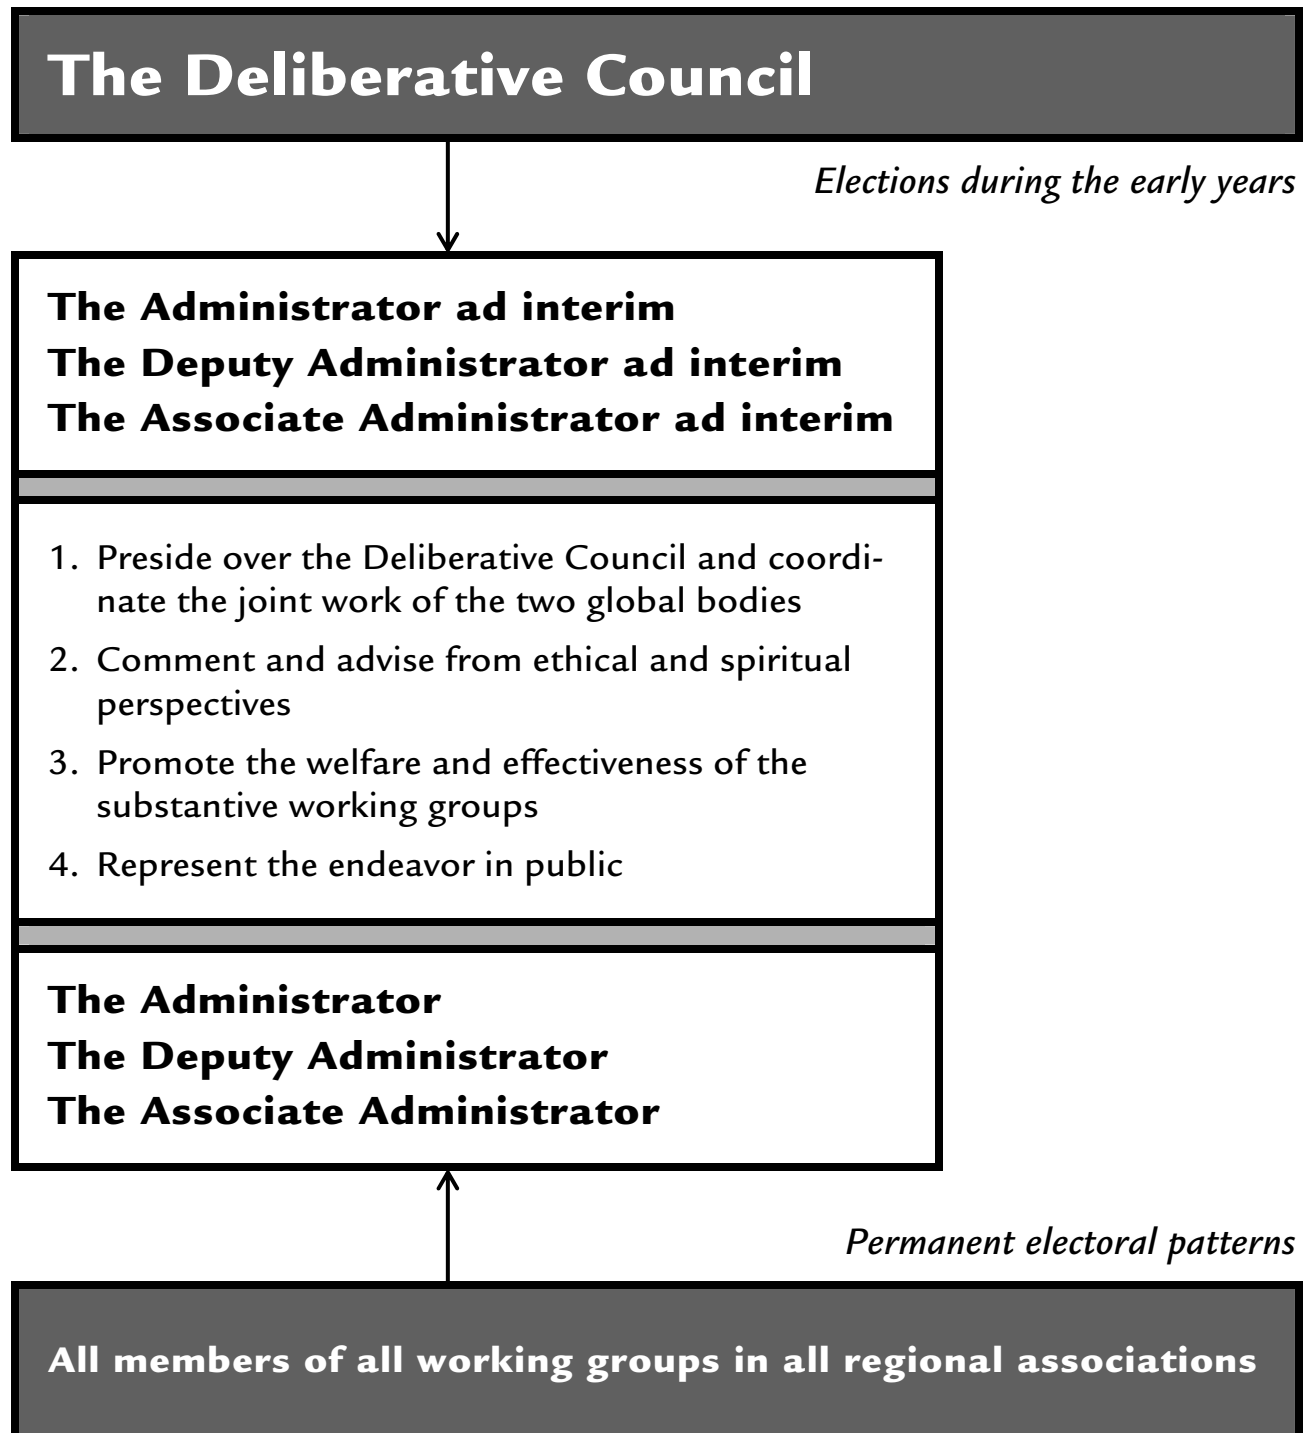 The Deliberative Council
Elections during the early years
The Administrator ad interim
The Deputy Administrator ad interim
The Associate Administrator ad interim
1. Preside over the Deliberative Council and coordi-
nate the joint work of the two global bodies
2. Comment and advise from ethical and spiritual
perspectives
3. Promote the welfare and effectiveness of the
substantive working groups
4. Represent the endeavor in public
The Administrator
The Deputy Administrator
The Associate Administrator
Permanent electoral patterns
All members of all working groups in all regional associations